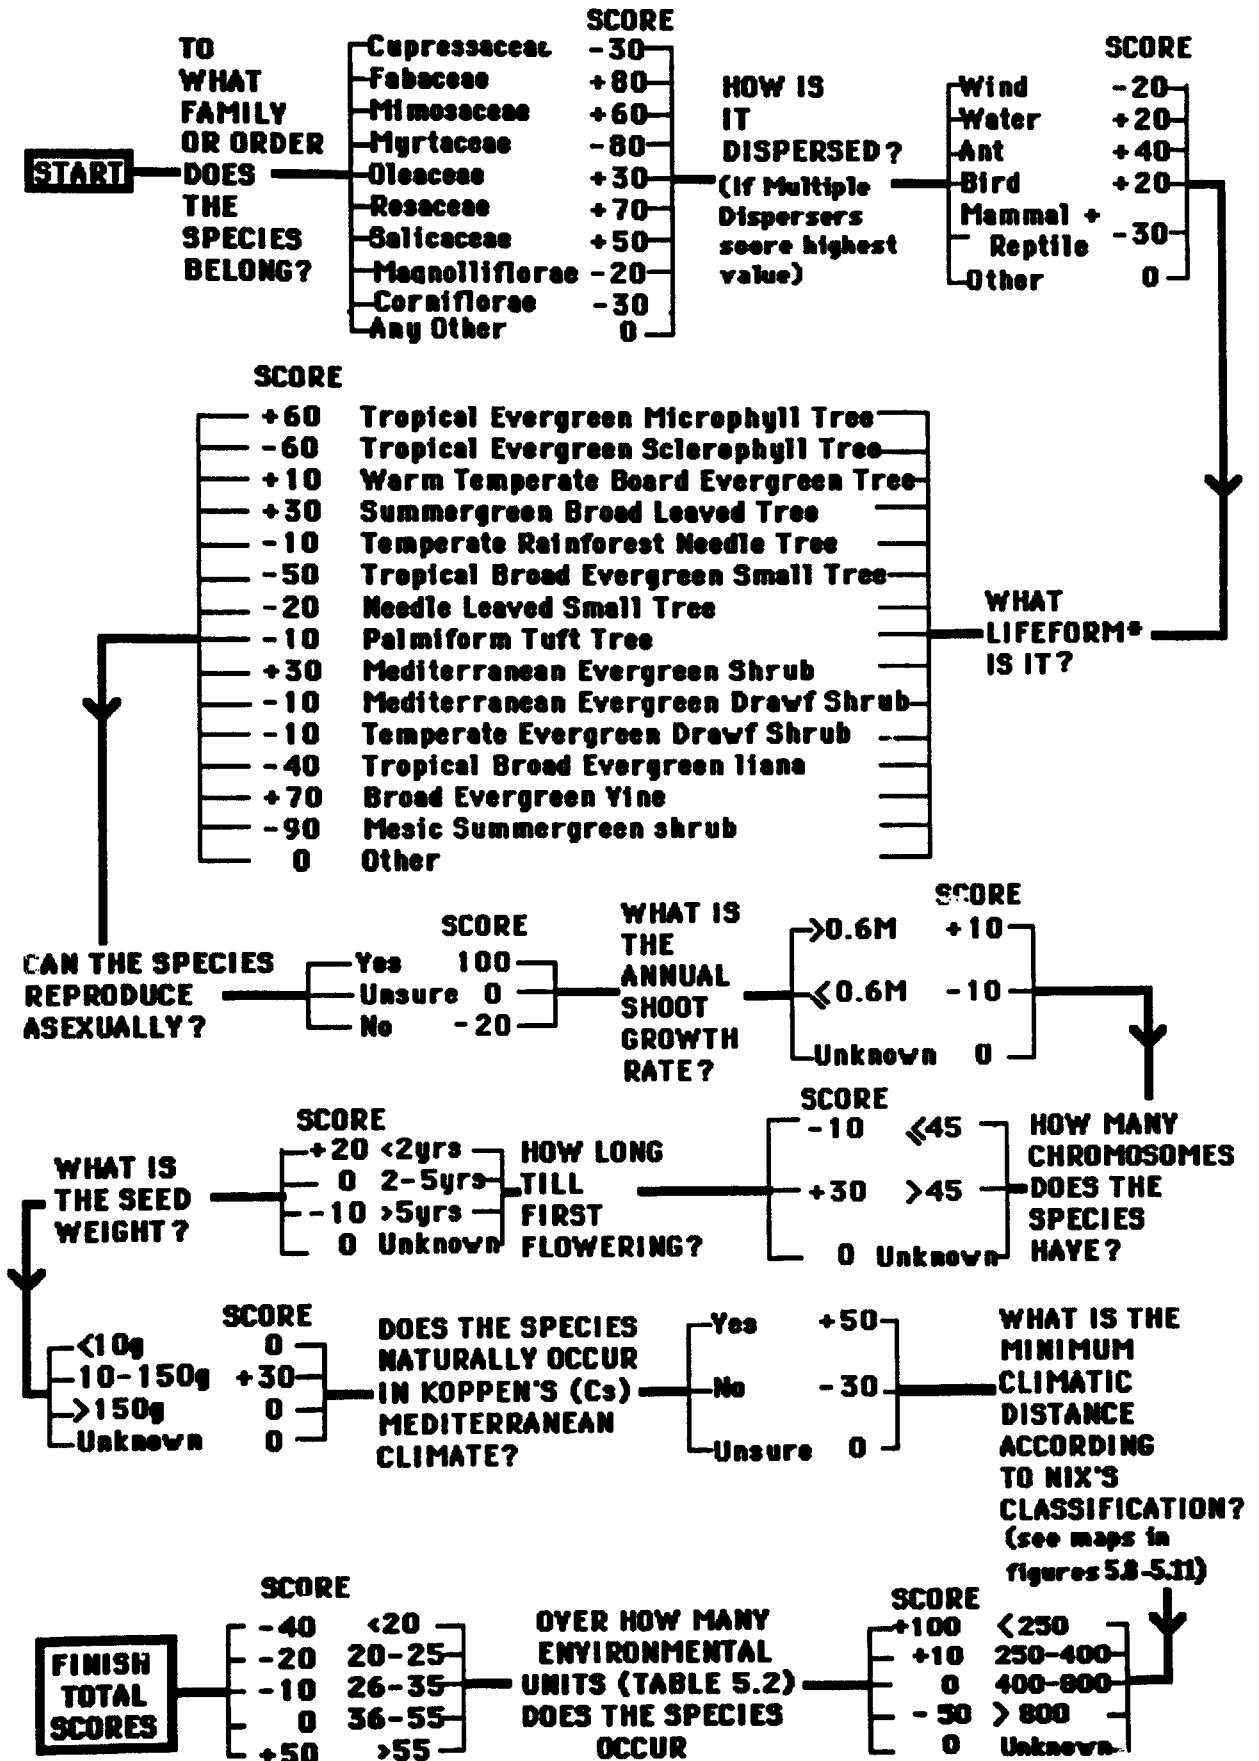 START
TO
WHAT
FAMILY
OR ORDER
DOES
THE
SPECIES
BELONG?
SCORE
Cupressaceae -30
Fabaceae +80
Mimosaceae +60
Myrtaceae -80
Oleaceae +30
Rosaceae +70
Salicaceae +50
Magnolliflorae -20
Corniflorae -30
Any Other 0
HOW IS
IT
DISPERSED?
(If Multiple
Dispersers
score highest
value)
SCORE
Wind -20
Water +20
Ant +40
Bird +20
Mammal +
Reptile -30
Other 0
WHAT
LIFEFORM*
IS IT?
SCORE
+60 Tropical Evergreen Microphyll Tree
-60 Tropical Evergreen Sclerophyll Tree
+10 Warm Temperate Board Evergreen Tree
+30 Summergreen Broad Leaved Tree
-10 Temperate Rainforest Needle Tree
-50 Tropical Broad Evergreen Small Tree
-20 Needle Leaved Small Tree
-10 Palmiform Tuft Tree
+30 Mediterranean Evergreen Shrub
-10 Mediterranean Evergreen Drawf Shrub
-10 Temperate Evergreen Drawf Shrub
-40 Tropical Broad Evergreen liana
+70 Broad Evergreen Vine
-90 Mesic Summergreen shrub
0 Other
CAN THE SPECIES
REPRODUCE
ASEXUALLY?
SCORE
Yes 100
Unsure 0
No -20
WHAT IS
THE
ANNUAL
SHOOT
GROWTH
RATE?
SCORE
>0.6M +10
≤0.6M -10
Unknown 0
HOW MANY
CHROMOSOMES
DOES THE
SPECIES
HAVE?
SCORE
-10 ≤45
+30 >45
0 Unknown
HOW LONG
TILL
FIRST
FLOWERING?
SCORE
+20 <2yrs
0 2-5yrs
-10 >5yrs
0 Unknown
WHAT IS
THE SEED
WEIGHT?
SCORE
<10g 0
10-150g +30
>150g 0
Unknown 0
DOES THE SPECIES
NATURALLY OCCUR
IN KOPPEN'S (Cs)
MEDITERRANEAN
CLIMATE?
Yes +50
No -30
Unsure 0
WHAT IS THE
MINIMUM
CLIMATIC
DISTANCE
ACCORDING
TO NIX'S
CLASSIFICATION?
(see maps in
figures 5.8-5.11)
SCORE
+100 <250
+10 250-400
0 400-800
-50 >800
0 Unknown
OVER HOW MANY
ENVIRONMENTAL
UNITS (TABLE 5.2)
DOES THE SPECIES
OCCUR
SCORE
-40 <20
-20 20-25
-10 26-35
0 36-55
+50 >55
FINISH
TOTAL
SCORES